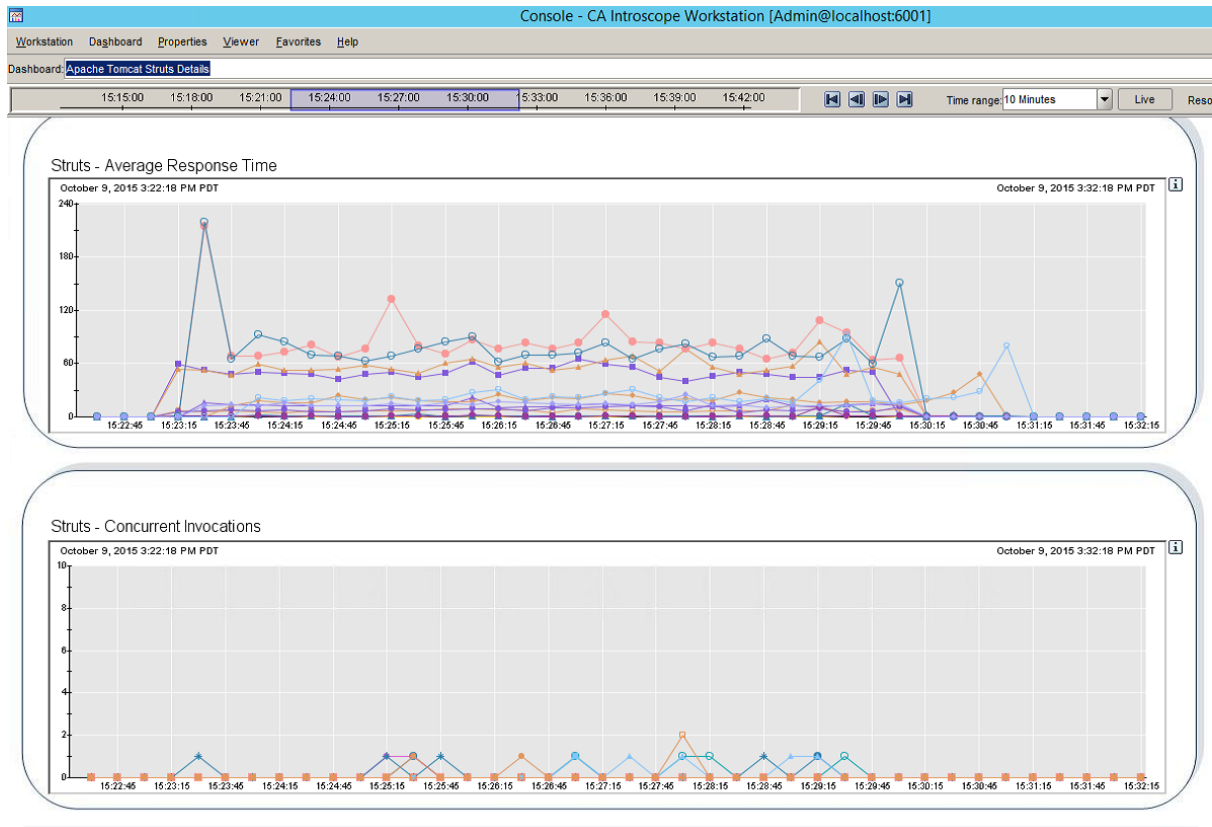 Console - CA Introscope Workstation [Admin@localhost:6001]
Workstation Dashboard Properties Viewer Favorites Help
Dashboard: Apache Tomcat Struts Details
15:15:00 15:18:00 15:21:00 15:24:00 15:27:00 15:30:00 15:33:00 15:36:00 15:39:00 15:42:00 Time range: 10 Minutes Live Reso
Struts - Average Response Time
October 9, 2015 3:22:18 PM PDT October 9, 2015 3:32:18 PM PDT
240
180
120
60
0
15:22:45 15:23:15 15:23:45 15:24:15 15:24:45 15:25:15 15:25:45 15:26:15 15:26:45 15:27:15 15:27:45 15:28:15 15:28:45 15:29:15 15:29:45 15:30:15 15:30:45 15:31:15 15:31:45 15:32:15
Struts - Concurrent Invocations
October 9, 2015 3:22:18 PM PDT October 9, 2015 3:32:18 PM PDT
10
8
6
4
2
0
15:22:45 15:23:15 15:23:45 15:24:15 15:24:45 15:25:15 15:25:45 15:26:15 15:26:45 15:27:15 15:27:45 15:28:15 15:28:45 15:29:15 15:29:45 15:30:15 15:30:45 15:31:15 15:31:45 15:32:15